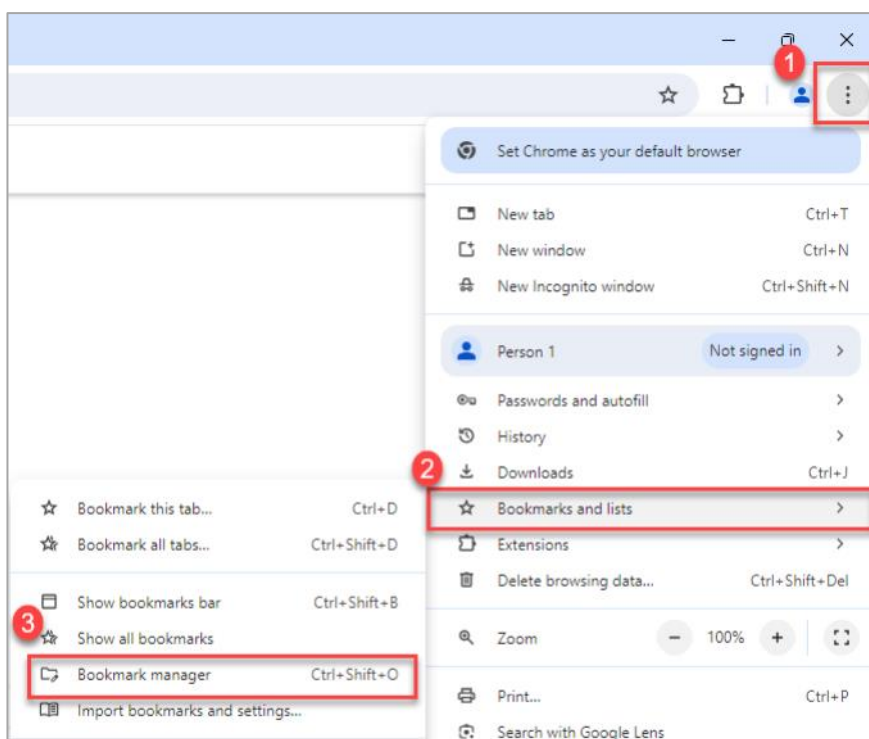 1
Set Chrome as your default browser
New tab Ctrl+T
New window Ctrl+N
New Incognito window Ctrl+Shift+N
Person 1 Not signed in
Passwords and autofill
History
2
Downloads Ctrl+J
Bookmarks and lists
Extensions
Delete browsing data... Ctrl+Shift+Del
Zoom − 100% +
Print... Ctrl+P
Search with Google Lens
Bookmark this tab... Ctrl+D
Bookmark all tabs... Ctrl+Shift+D
Show bookmarks bar Ctrl+Shift+B
3
Show all bookmarks
Bookmark manager Ctrl+Shift+O
Import bookmarks and settings...